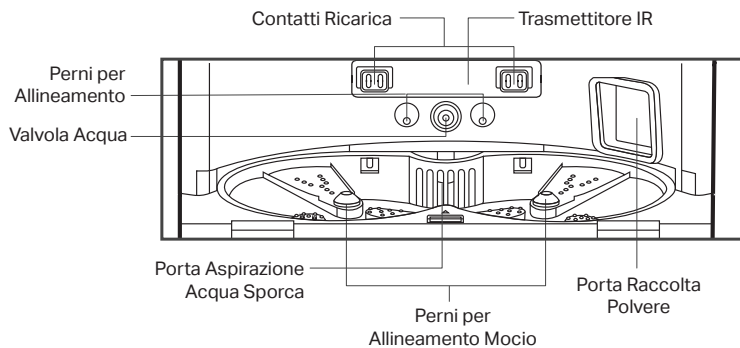 Contatti Ricarica
Trasmettitore IR
Perni per
Allineamento
Valvola Acqua
Porta Aspirazione
Acqua Sporca
Perni per
Allineamento Mocio
Porta Raccolta
Polvere